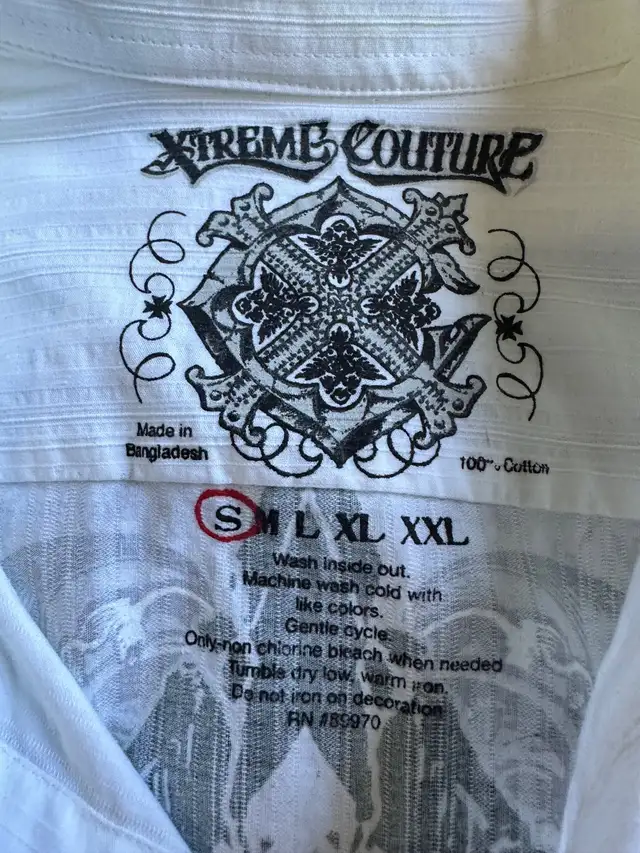 XTREME COUTURE
Made in
Bangladesh
100% Cotton
S M L XL XXL
Wash inside out.
Machine wash cold with
like colors.
Gentle cycle.
Only non chlorine bleach when needed
Tumble dry low, warm iron.
Do not iron on decoration
RN #89970